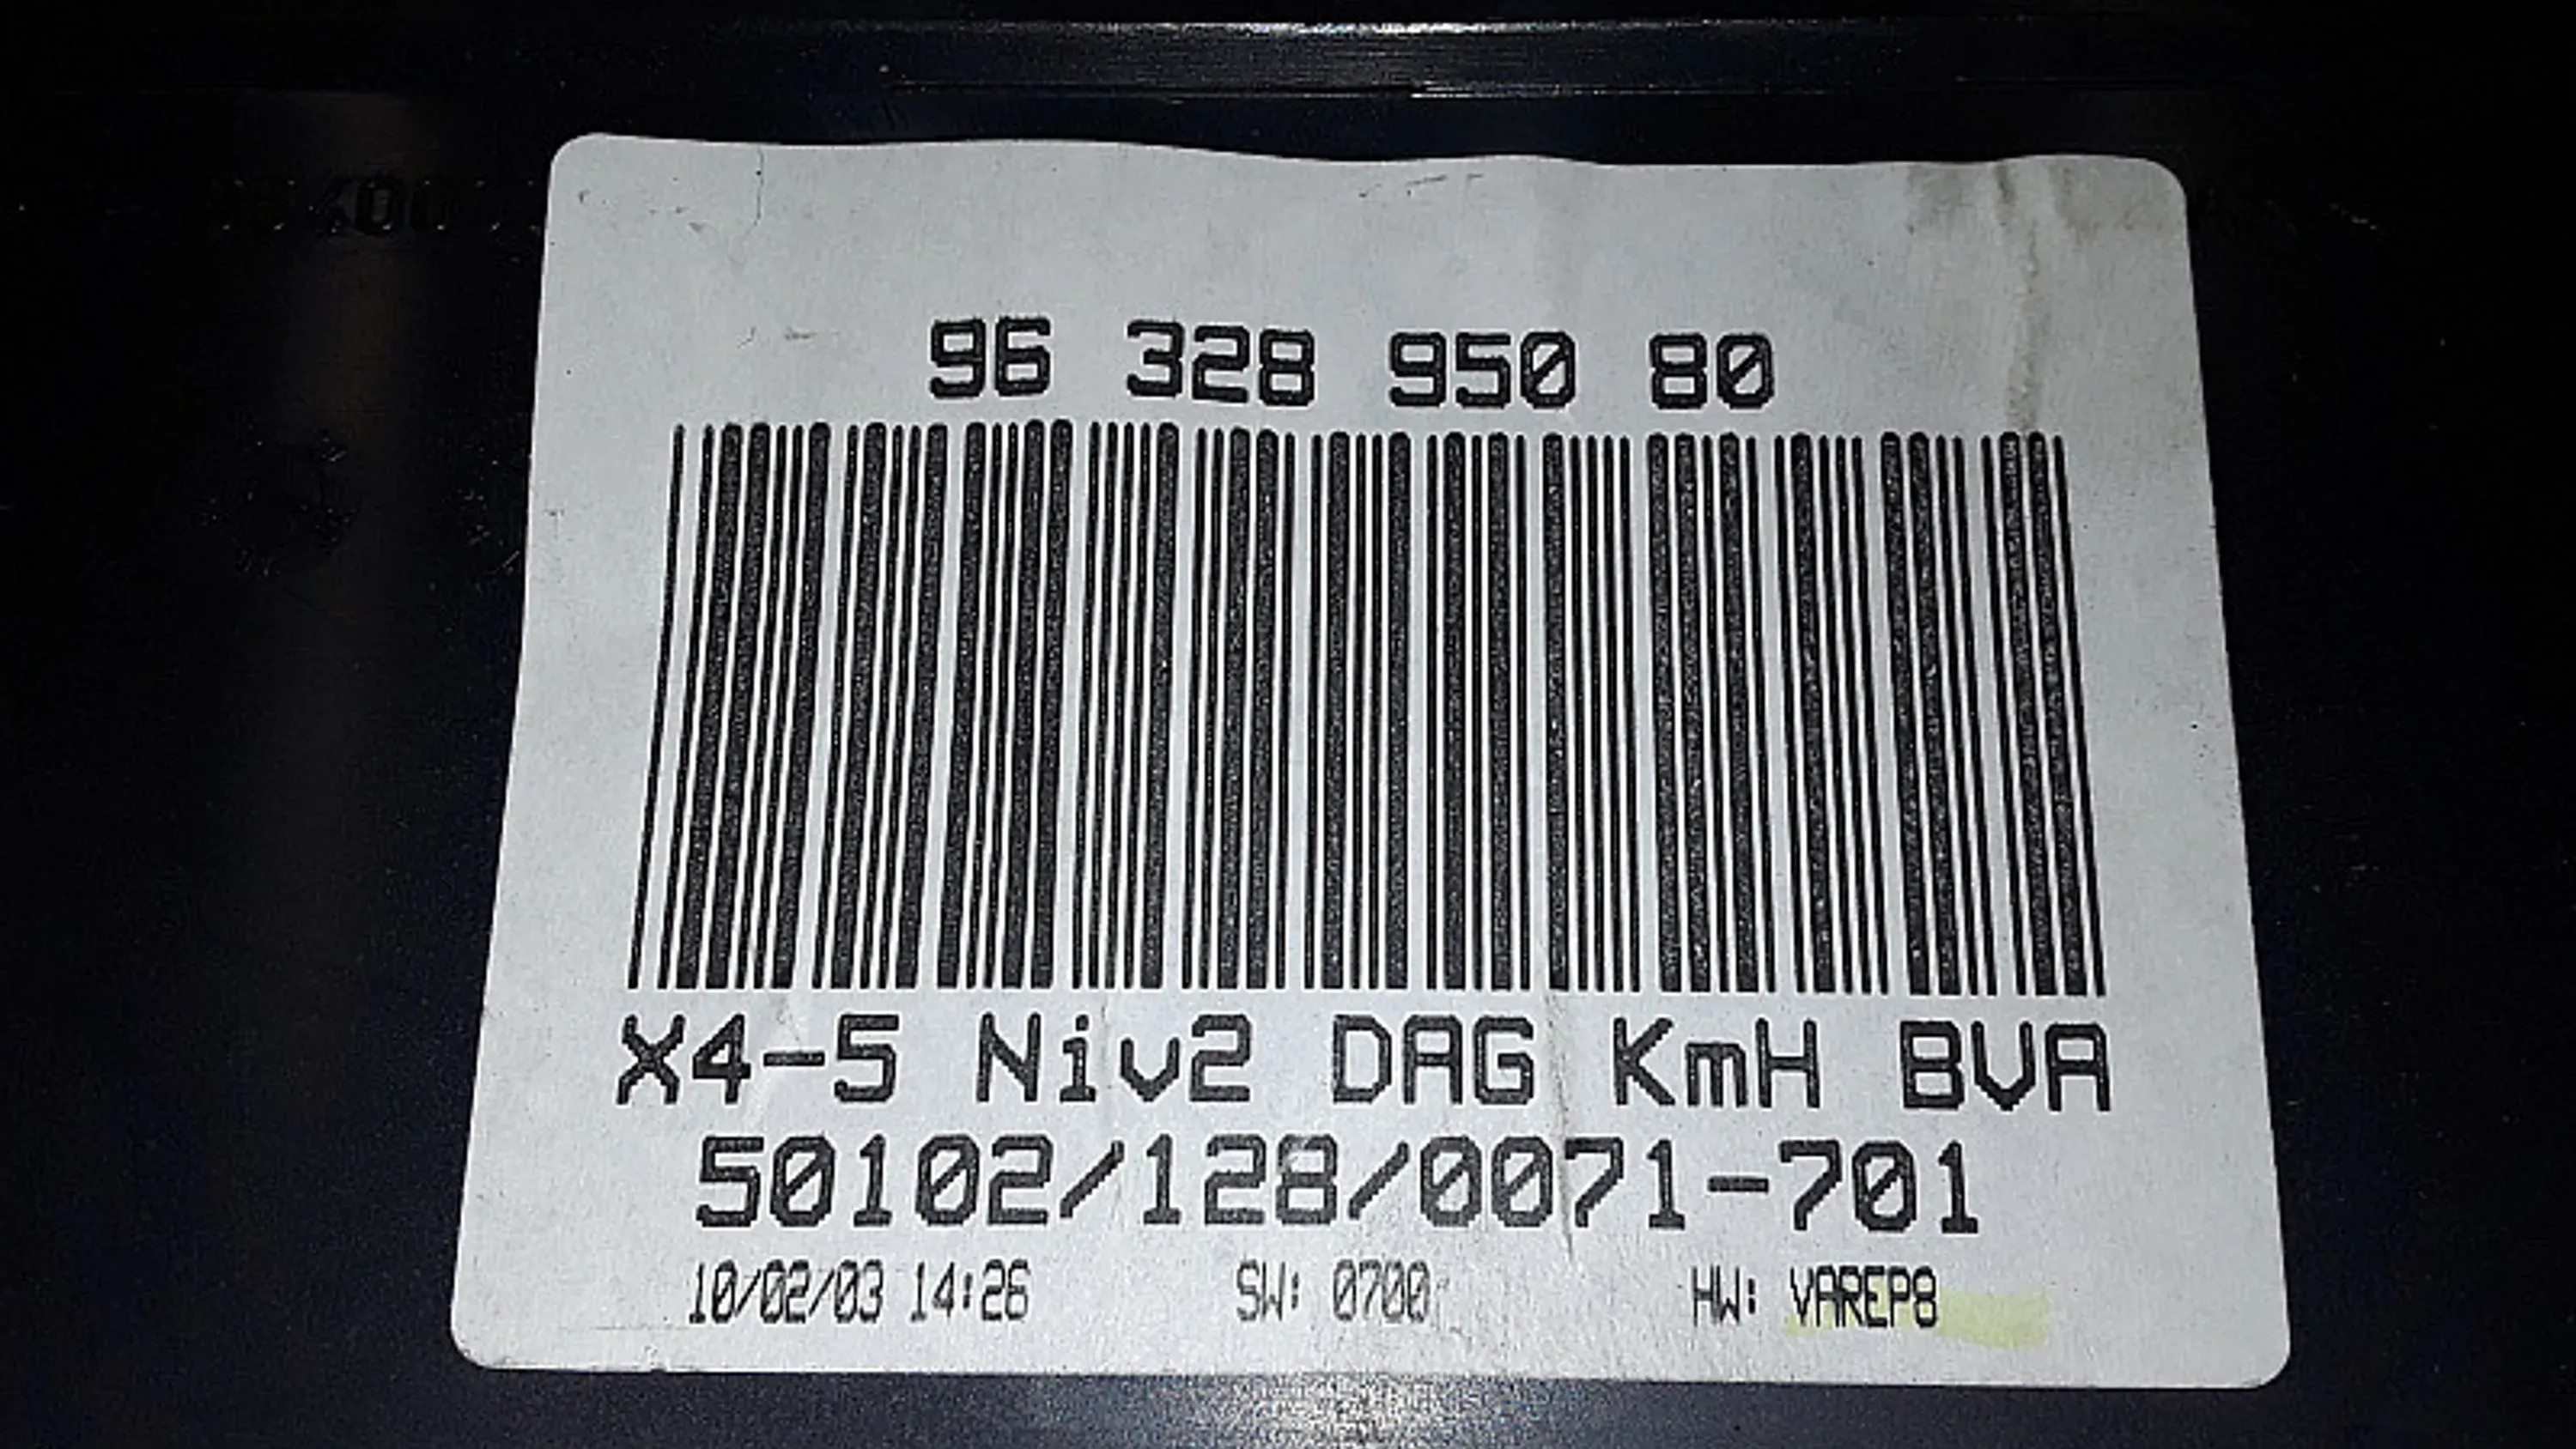 96 328 950 80
X4-5 Niv2 DAG KmH BVA
50102/128/0071-701
10/02/03 14:26 SW: 0700 HW: VAREP8